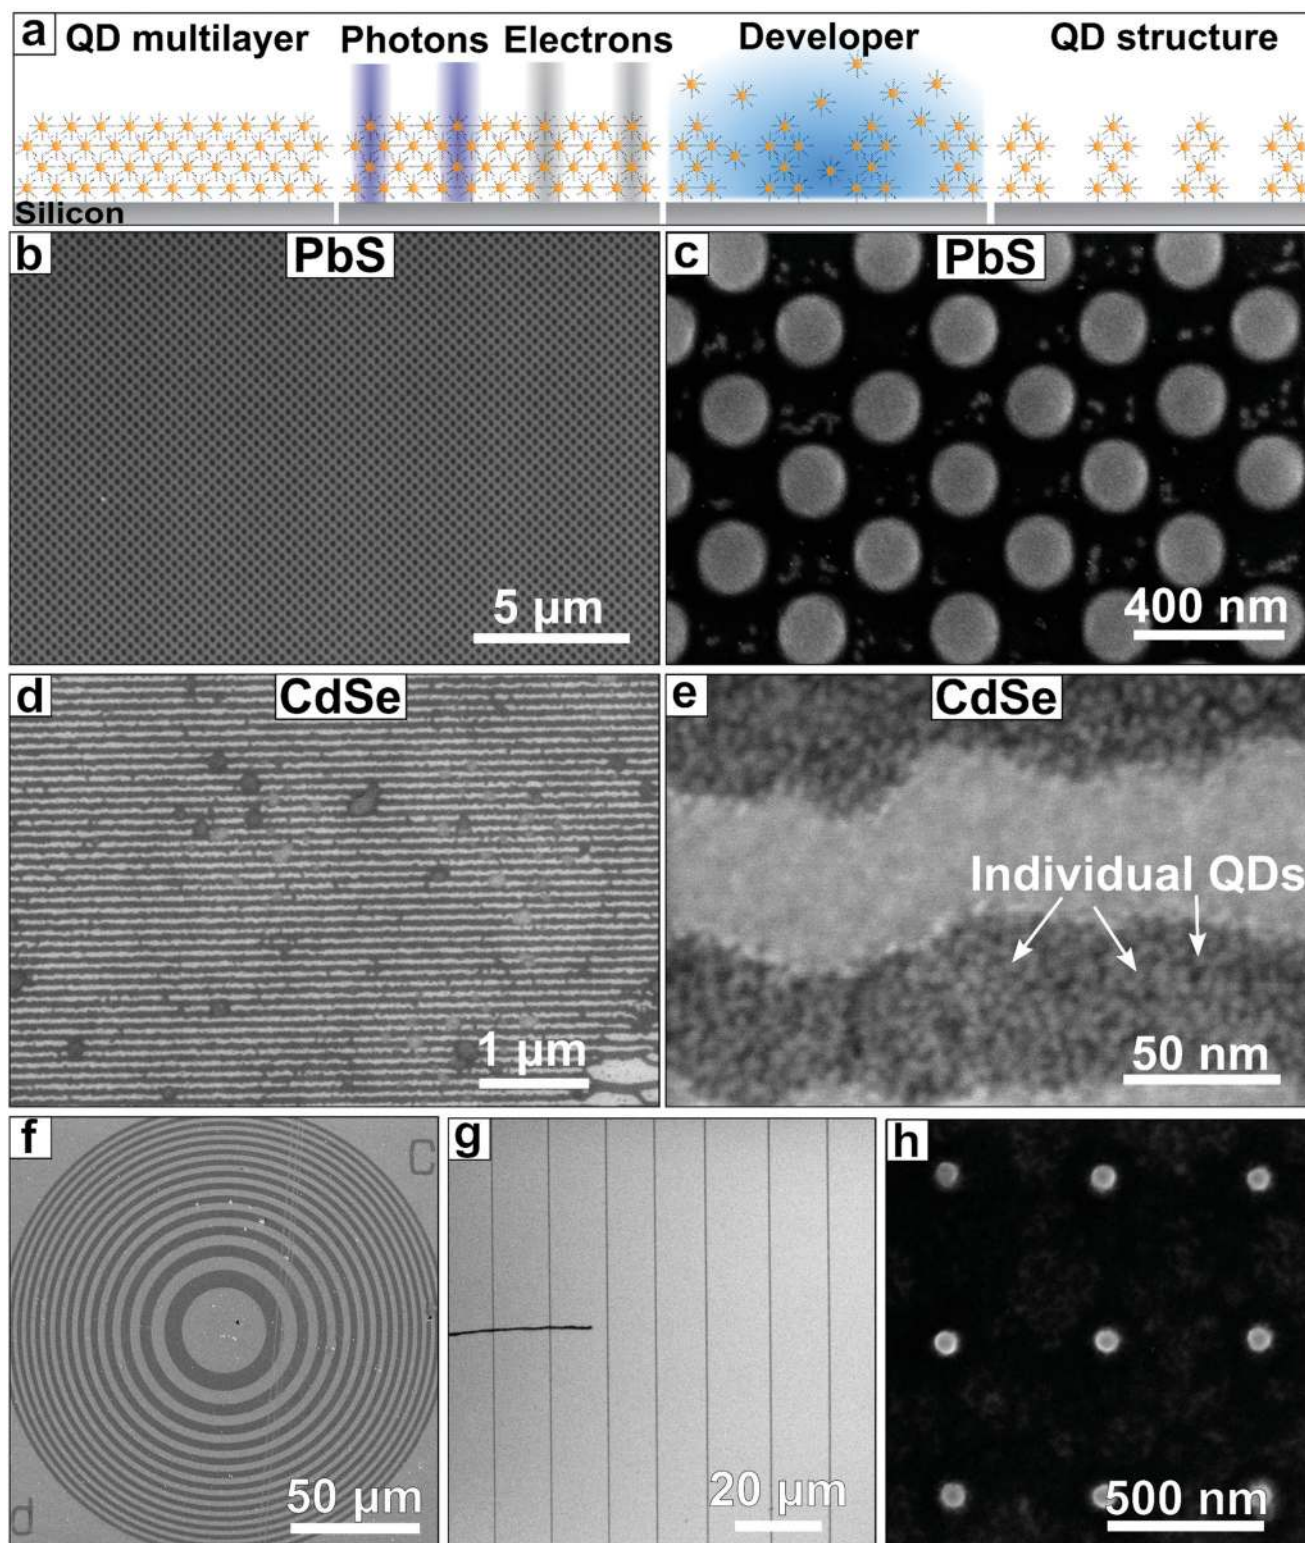 a
QD multilayer
Photons
Electrons
Developer
QD structure
Silicon
b
PbS
5 µm
c
PbS
400 nm
d
CdSe
1 µm
e
CdSe
Individual QDs
50 nm
f
C
d
50 µm
g
20 µm
h
500 nm